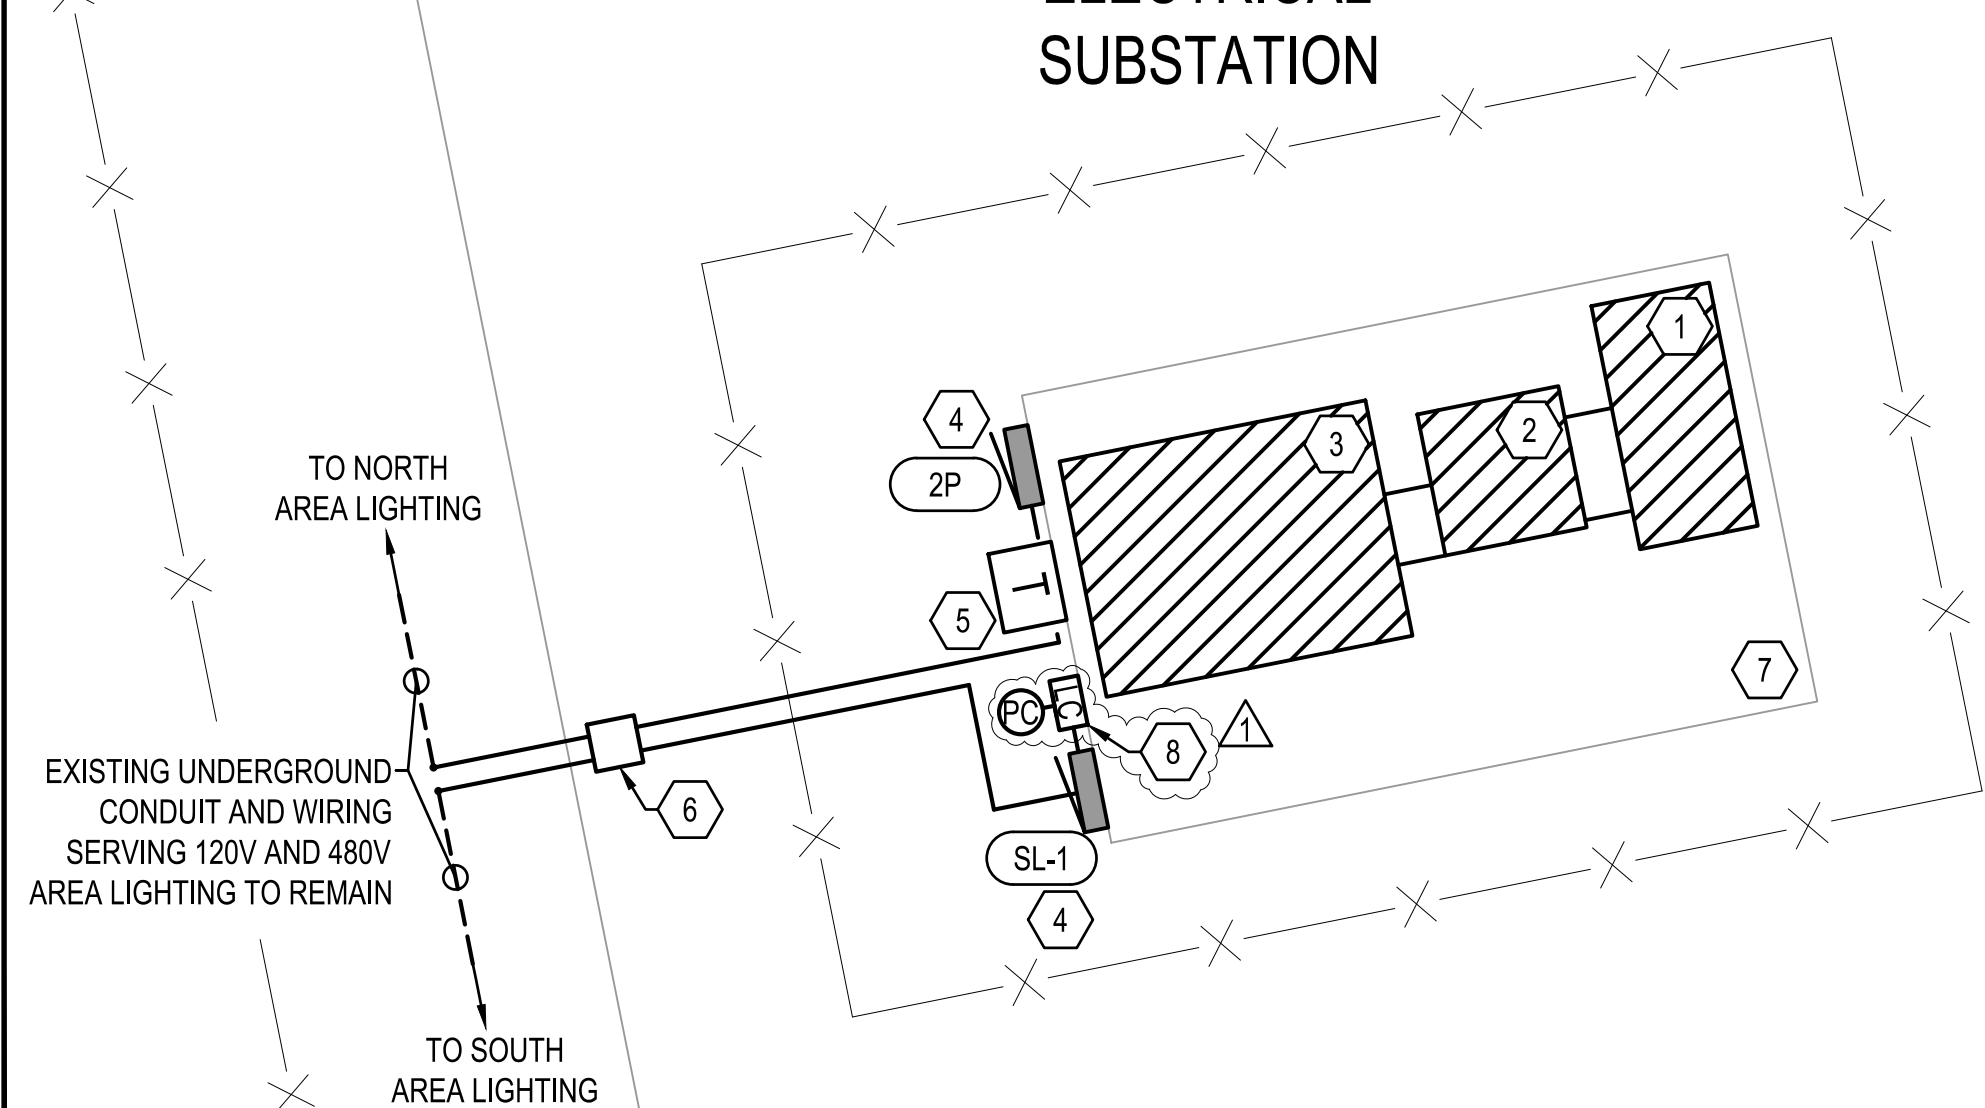 SUBSTATION
1
2
3
4
2P
TO NORTH
AREA LIGHTING
5
7
PC
LC
1
8
EXISTING UNDERGROUND
CONDUIT AND WIRING
SERVING 120V AND 480V
AREA LIGHTING TO REMAIN
6
SL-1
4
TO SOUTH
AREA LIGHTING
T